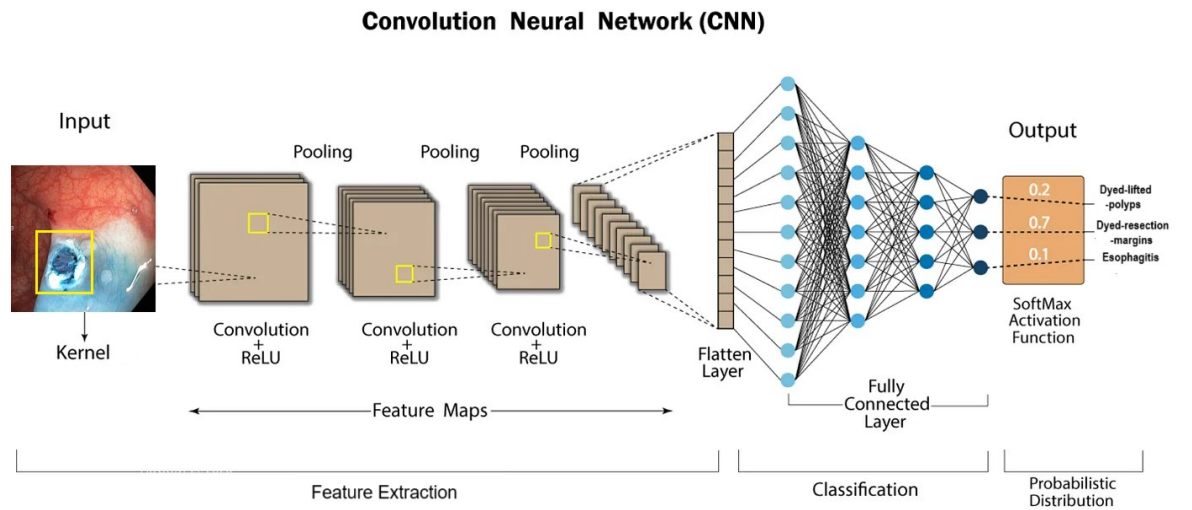 Convolution Neural Network (CNN)
Input
Kernel
Pooling
Pooling
Pooling
Convolution
+
ReLU
Convolution
+
ReLU
Convolution
+
ReLU
Feature Maps
Flatten
Layer
Fully
Connected
Layer
Output
0.2
0.7
0.1
Dyed-lifted
-polyps
Dyed-resection
-margins
Esophagitis
SoftMax
Activation
Function
Feature Extraction
Classification
Probabilistic
Distribution